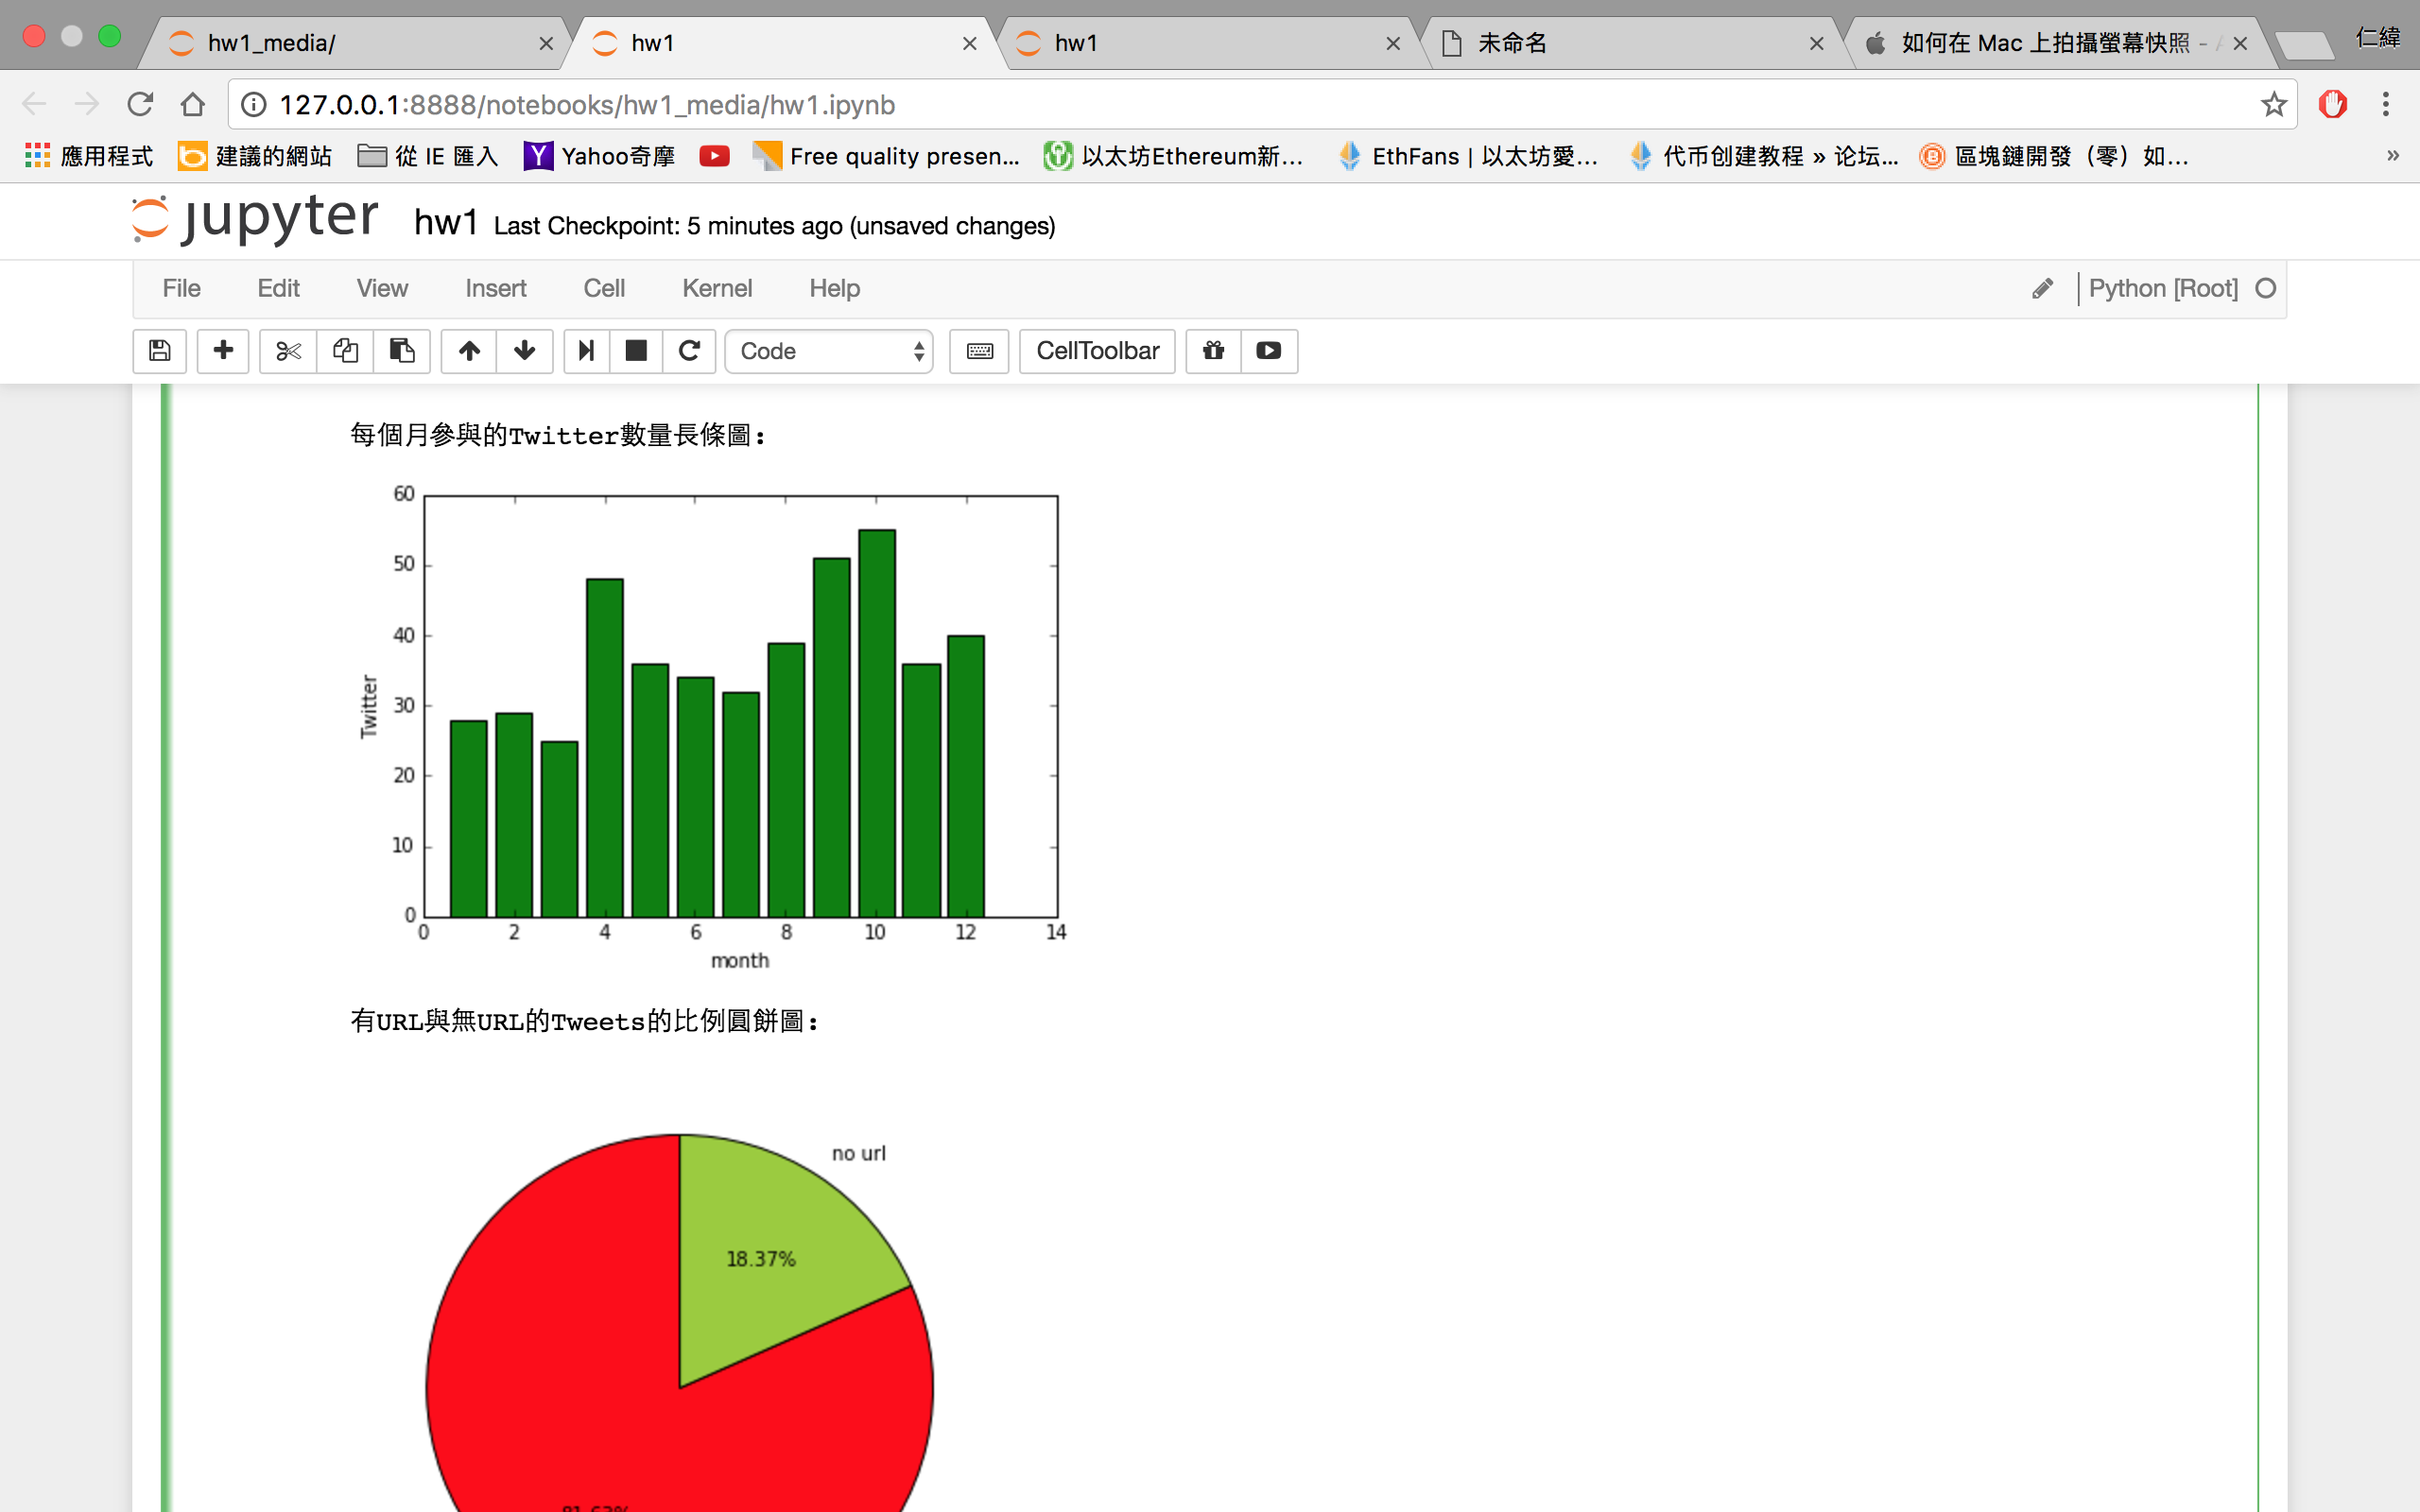 hw1_media/
hw1
hw1
未命名
如何在 Mac 上拍攝螢幕快照 -
仁緯
127.0.0.1:8888/notebooks/hw1_media/hw1.ipynb
應用程式
建議的網站
從 IE 匯入
Yahoo奇摩
Free quality presen...
以太坊Ethereum新...
EthFans | 以太坊愛...
代币创建教程 » 论坛...
區塊鏈開發（零）如...
»
jupyter hw1 Last Checkpoint: 5 minutes ago (unsaved changes)
File Edit View Insert Cell Kernel Help
Python [Root]
Code
CellToolbar
每個月參與的Twitter數量長條圖：
60
50
40
30
20
10
0
Twitter
0 2 4 6 8 10 12 14
month
有URL與無URL的Tweets的比例圓餅圖：
no url
18.37%
81.63%